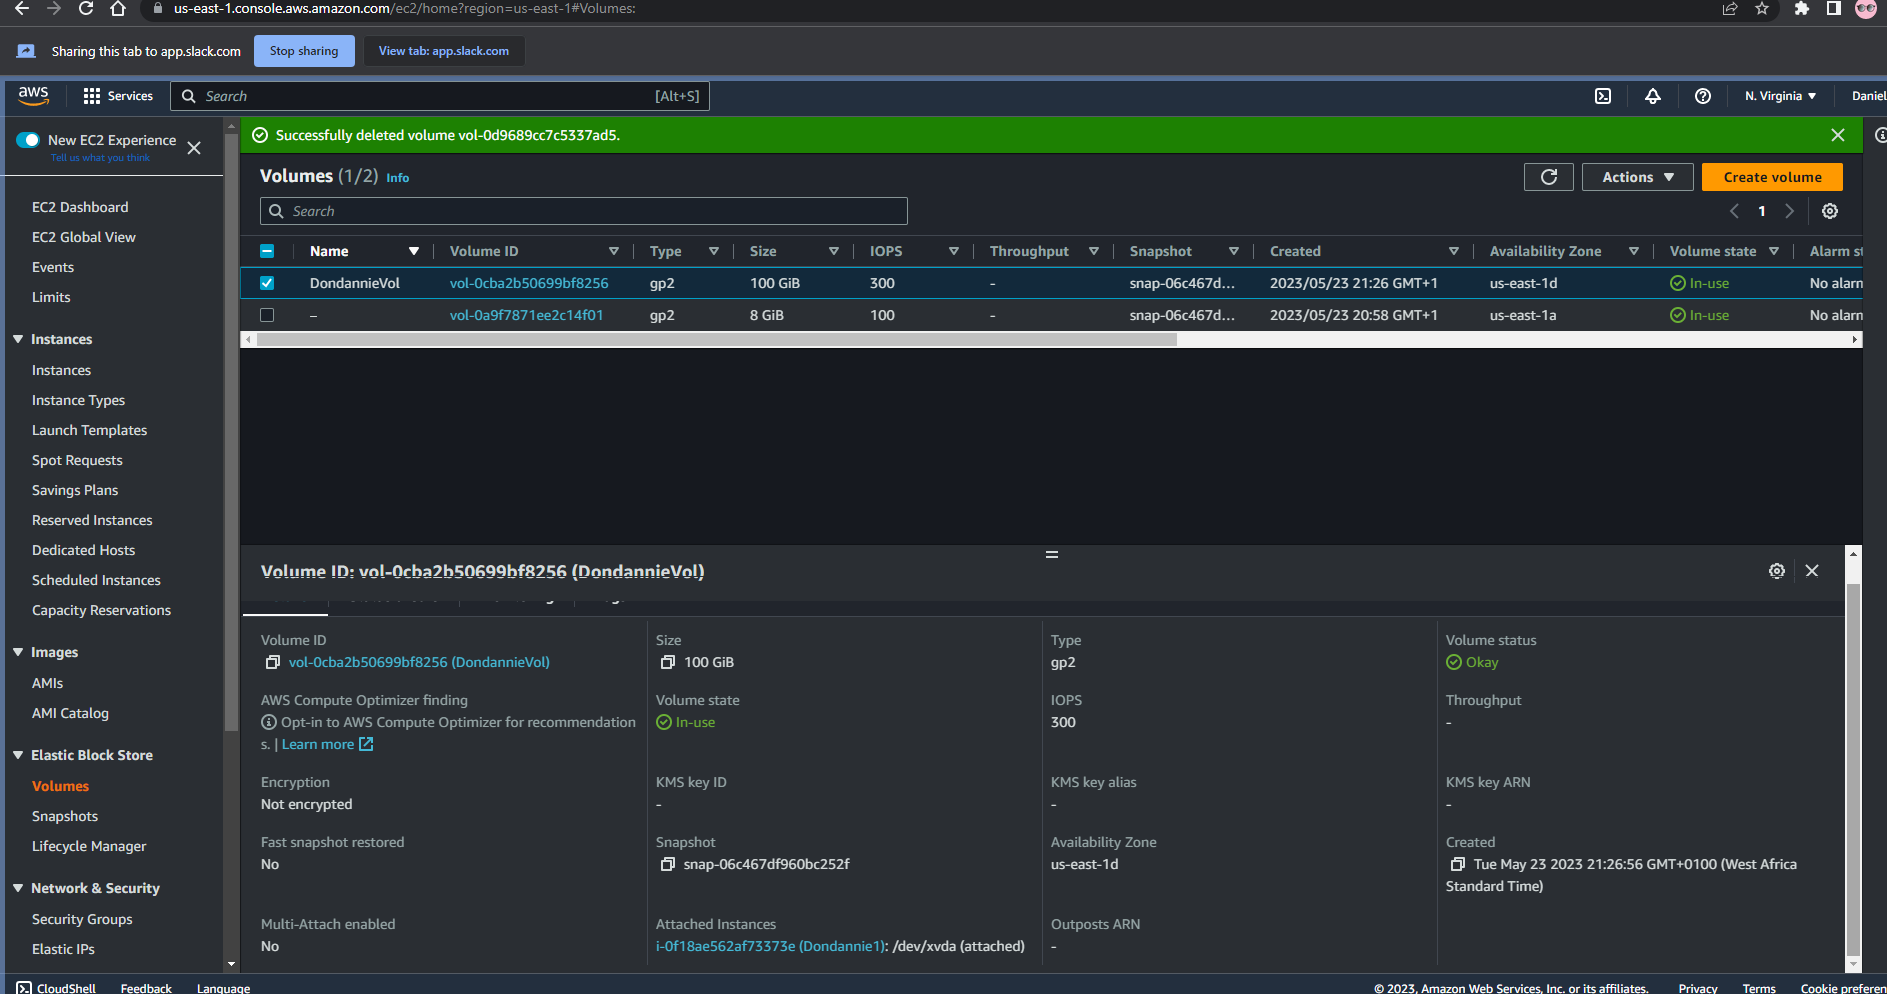 us-east-1.console.aws.amazon.com/ec2/home?region=us-east-1#Volumes:
Sharing this tab to app.slack.com Stop sharing View tab: app.slack.com
aws Services Search [Alt+S] N. Virginia Daniel
New EC2 Experience
Tell us what you think
EC2 Dashboard
EC2 Global View
Events
Limits
Instances
Instances
Instance Types
Launch Templates
Spot Requests
Savings Plans
Reserved Instances
Dedicated Hosts
Scheduled Instances
Capacity Reservations
Images
AMIs
AMI Catalog
Elastic Block Store
Volumes
Snapshots
Lifecycle Manager
Network & Security
Security Groups
Elastic IPs
Successfully deleted volume vol-0d9689cc7c5337ad5.
Volumes (1/2) Info Actions Create volume
Search 1
Name Volume ID Type Size IOPS Throughput Snapshot Created Availability Zone Volume state Alarm st
DondannieVol vol-0cba2b50699bf8256 gp2 100 GiB 300 - snap-06c467d... 2023/05/23 21:26 GMT+1 us-east-1d In-use No alarm
– vol-0a9f7871ee2c14f01 gp2 8 GiB 100 - snap-06c467d... 2023/05/23 20:58 GMT+1 us-east-1a In-use No alarm
Volume ID: vol-0cba2b50699bf8256 (DondannieVol)
Volume ID
vol-0cba2b50699bf8256 (DondannieVol)
Size
100 GiB
Type
gp2
Volume status
Okay
AWS Compute Optimizer finding
Opt-in to AWS Compute Optimizer for recommendation
s. | Learn more
Volume state
In-use
IOPS
300
Throughput
-
Encryption
Not encrypted
KMS key ID
-
KMS key alias
-
KMS key ARN
-
Fast snapshot restored
No
Snapshot
snap-06c467df960bc252f
Availability Zone
us-east-1d
Created
Tue May 23 2023 21:26:56 GMT+0100 (West Africa
Standard Time)
Multi-Attach enabled
No
Attached Instances
i-0f18ae562af73373e (Dondannie1): /dev/xvda (attached)
Outposts ARN
-
CloudShell Feedback Language © 2023, Amazon Web Services, Inc. or its affiliates. Privacy Terms Cookie preferen